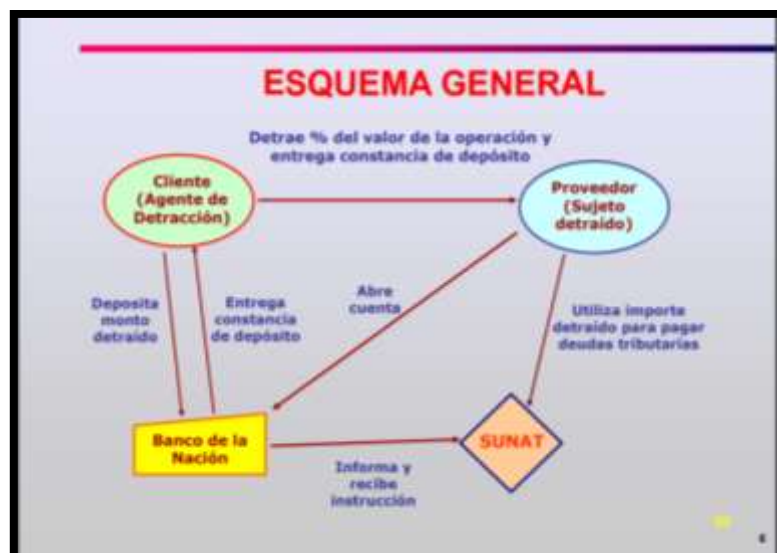 ESQUEMA GENERAL
Detrae % del valor de la operación y
entrega constancia de depósito
Cliente
(Agente de
Detracción)
Proveedor
(Sujeto
detraído)
Deposita
monto
detraído
Entrega
constancia
de depósito
Abre
cuenta
Utiliza importe
detraído para pagar
deudas tributarias
Banco de la
Nación
SUNAT
Informa y
recibe
instrucción
6